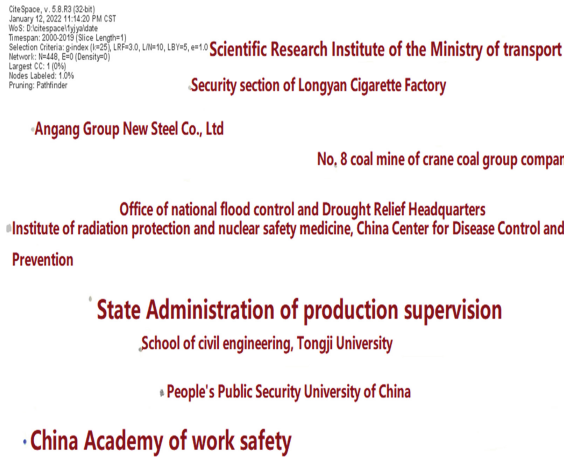 CiteSpace, v. 5.8.R3 (32-bit)
January 12, 2022 11:14:20 PM CST
WoS: D:\citespace\fyjya\date
Timespan: 2000-2019 (Slice Length=1)
Selection Criteria: g-index (k=25), LRF=3.0, L/N=10, LBY=5, e=1.0
Network: N=448, E=0 (Density=0)
Largest CC: 1 (0%)
Nodes Labeled: 1.0%
Pruning: Pathfinder
Scientific Research Institute of the Ministry of transport
Security section of Longyan Cigarette Factory
Angang Group New Steel Co., Ltd
No. 8 coal mine of crane coal group compan
Office of national flood control and Drought Relief Headquarters
Institute of radiation protection and nuclear safety medicine, China Center for Disease Control and
Prevention
State Administration of production supervision
School of civil engineering, Tongji University
People's Public Security University of China
China Academy of work safety